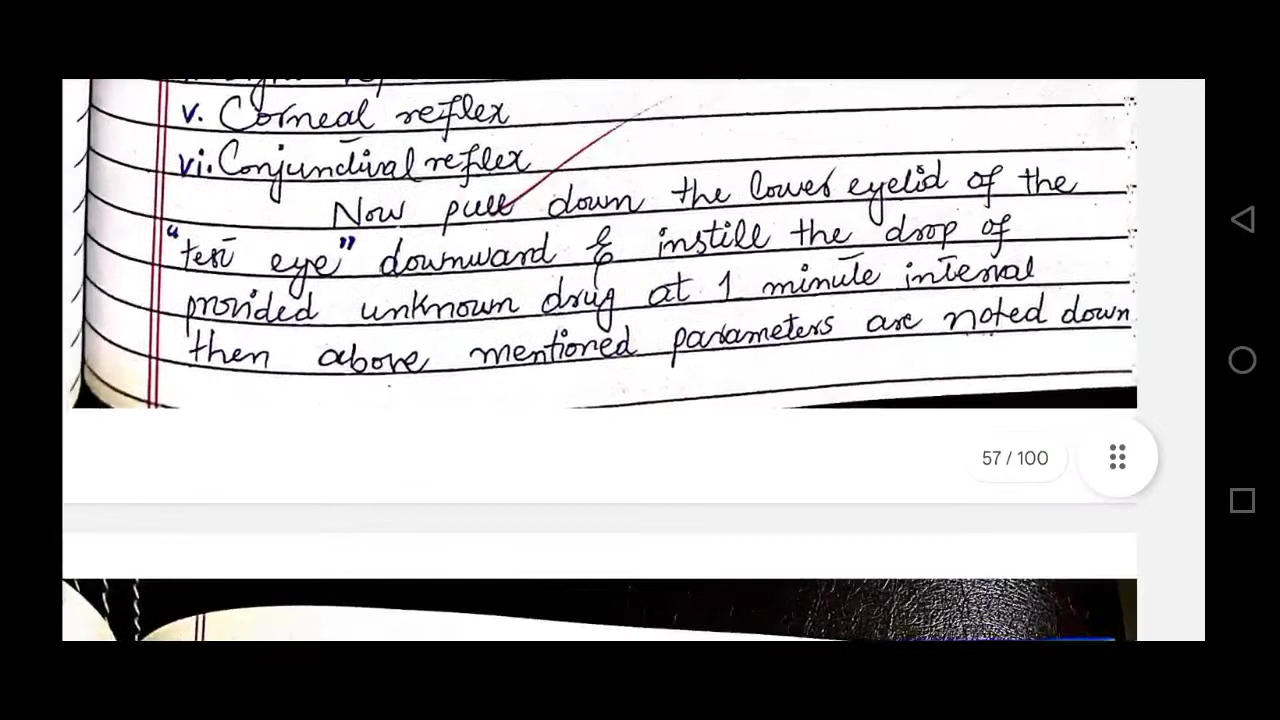 v. Corneal reflex
vi. Conjunctival reflex
Now pull down the lower eyelid of the
"test eye" downward & instill the drop of
provided unknown drug at 1 minute interval
then above mentioned parameters are noted down
57 / 100